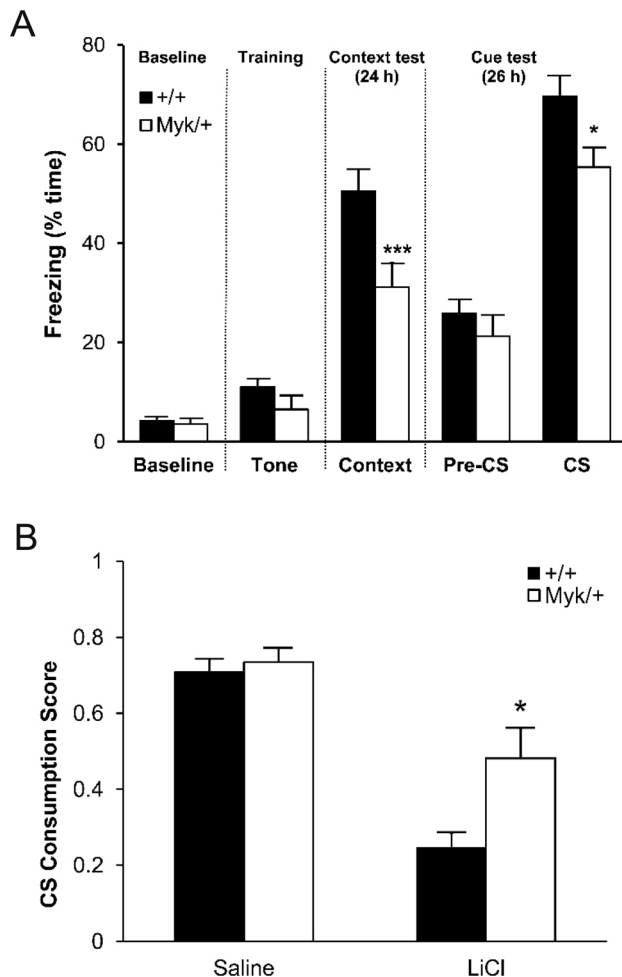 A
80
60
40
20
0
Freezing (% time)
Baseline
Training
Context test
(24 h)
Cue test
(26 h)
+/+
Myk/+
***
*
Baseline
Tone
Context
Pre-CS
CS
B
1
0.8
0.6
0.4
0.2
0
CS Consumption Score
+/+
Myk/+
*
Saline
LiCl